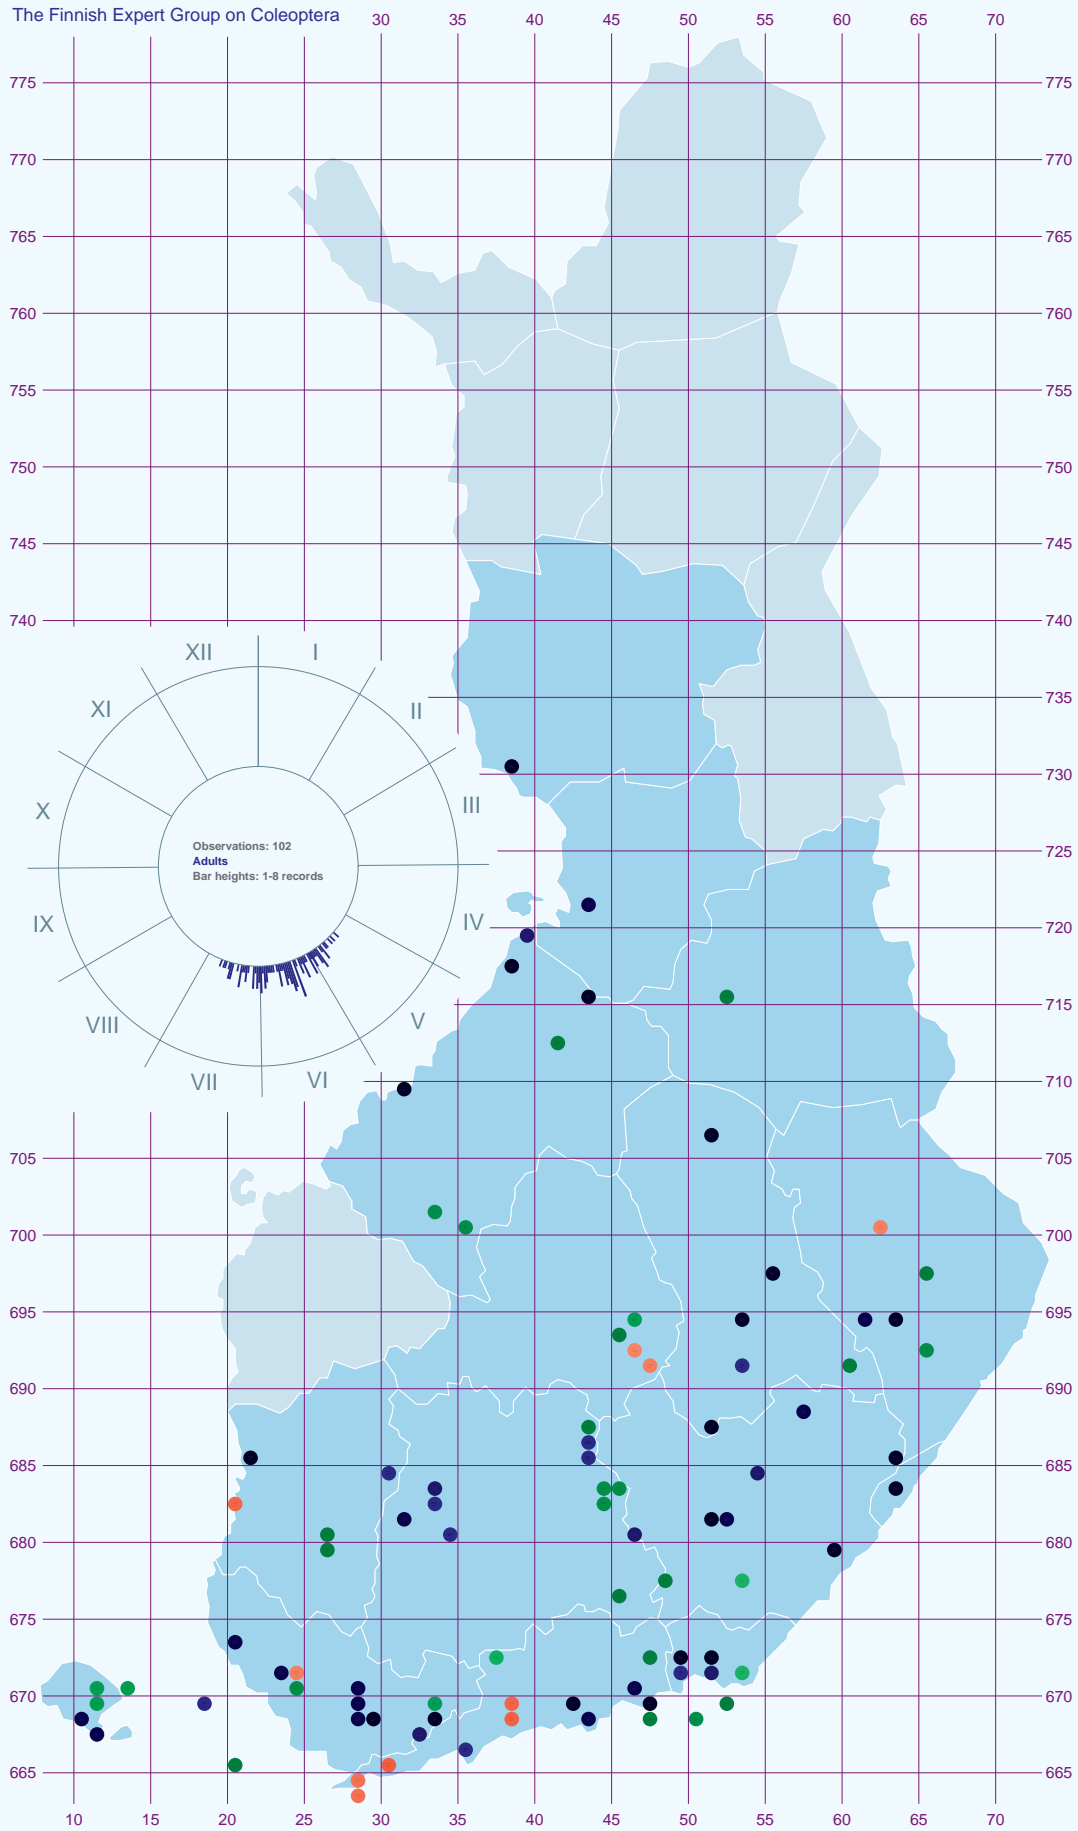 The Finnish Expert Group on Coleoptera
30 40 45 50 55 60 65 70
775 775
770 770
765 765
760 760
755 755
750 750
745 745
740 740
XII I
XI II
735
730
X III
Observations: 102
Adults
Bar heights: 1-8 records
725
IX IV
720
715
VIII V
VII VI
710
705 705
700 700
695 695
690 690
685 685
680 680
675 675
670 670
665 665
10 15 20 25 30 35 40 45 50 55 60 65 70